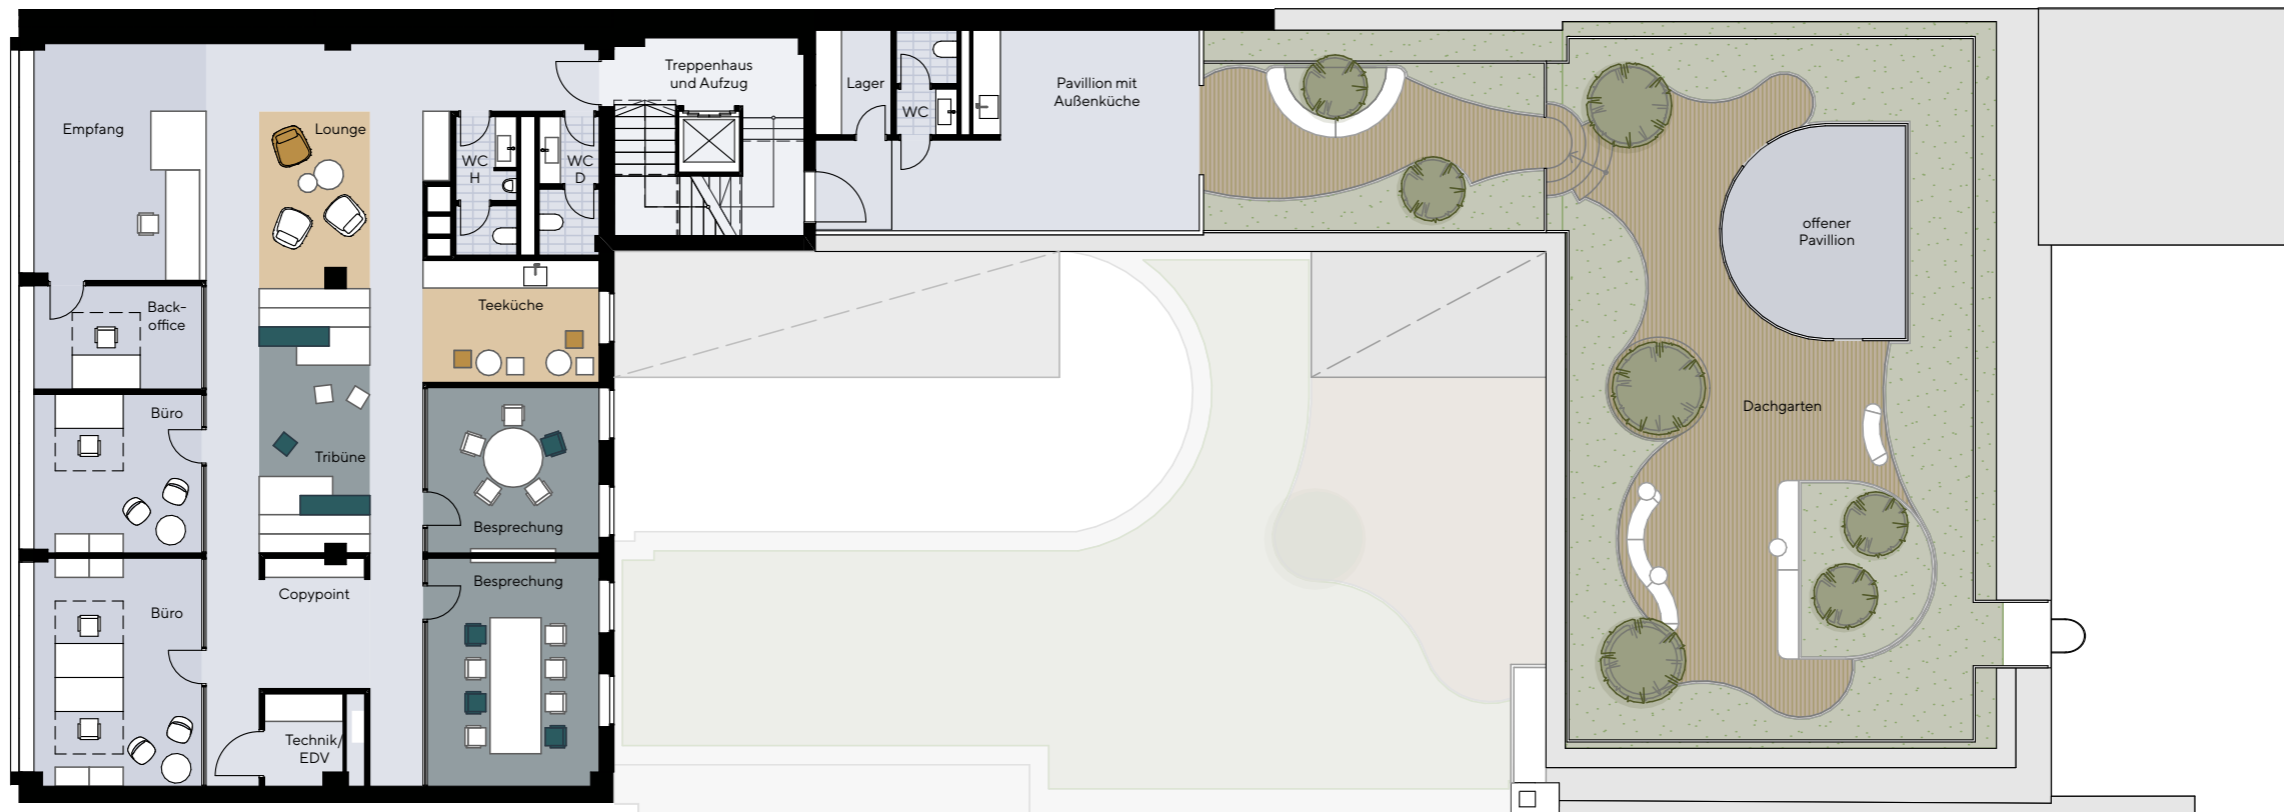 Treppenhaus
und Aufzug
Lager
WC
Pavillion mit
Außenküche
Empfang
Lounge
WC
H
WC
D
offener
Pavillion
Back-
office
Teeküche
Büro
Tribüne
Dachgarten
Besprechung
Besprechung
Copypoint
Büro
Technik/
EDV